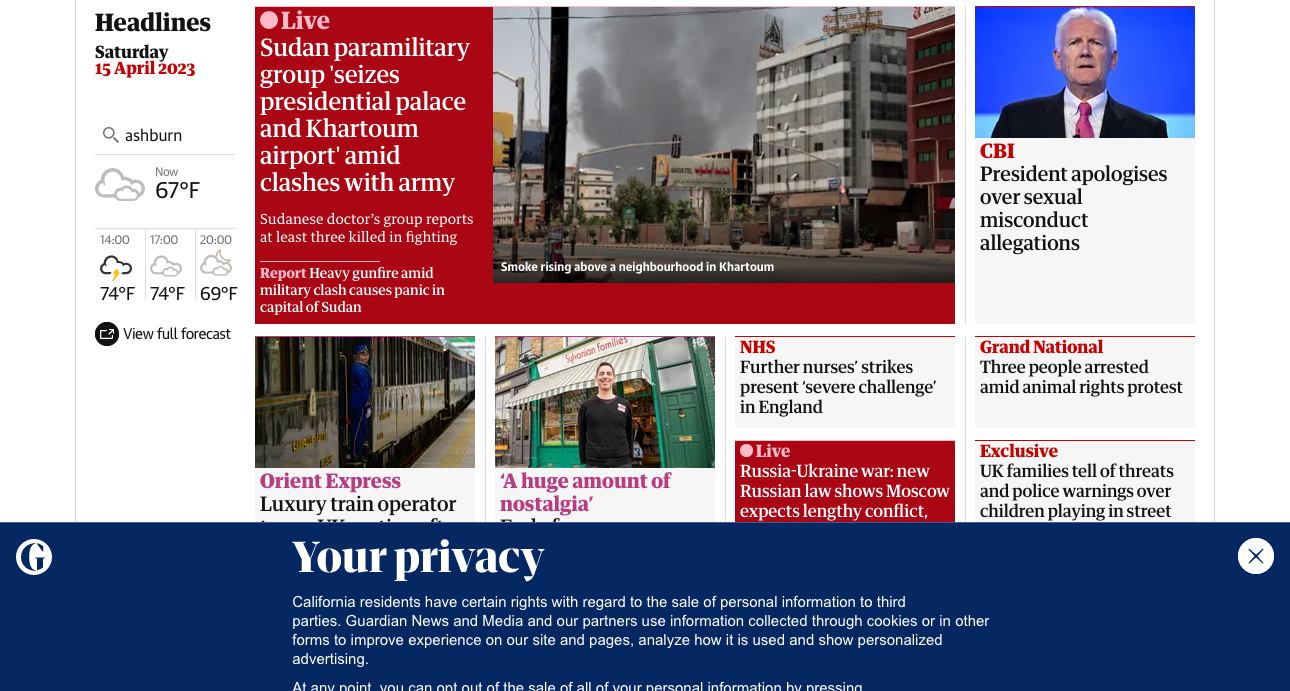 Headlines
Saturday
15 April 2023
ashburn
Now
67°F
14:00 17:00 20:00
74°F 74°F 69°F
View full forecast
Live
Sudan paramilitary
group 'seizes
presidential palace
and Khartoum
airport' amid
clashes with army
Sudanese doctor's group reports
at least three killed in fighting
Report Heavy gunfire amid
military clash causes panic in
capital of Sudan
Smoke rising above a neighbourhood in Khartoum
CBI
President apologises
over sexual
misconduct
allegations
Orient Express
Luxury train operator
Sylvanian Families
‘A huge amount of
nostalgia’
NHS
Further nurses’ strikes
present ‘severe challenge’
in England
Live
Russia-Ukraine war: new
Russian law shows Moscow
expects lengthy conflict,
Grand National
Three people arrested
amid animal rights protest
Exclusive
UK families tell of threats
and police warnings over
children playing in street
Your privacy
California residents have certain rights with regard to the sale of personal information to third
parties. Guardian News and Media and our partners use information collected through cookies or in other
forms to improve experience on our site and pages, analyze how it is used and show personalized
advertising.
At any point, you can opt out of the sale of all of your personal information by pressing